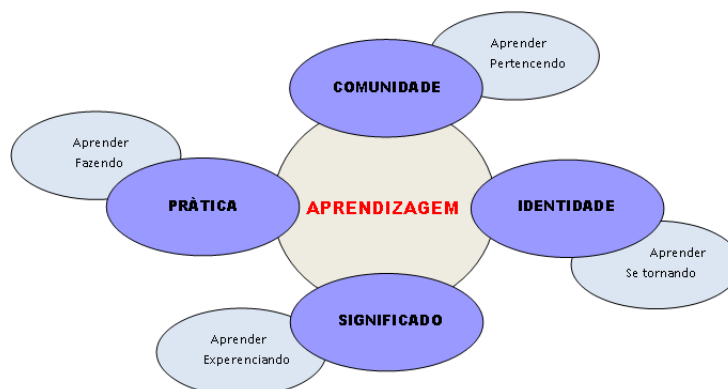 Aprender
Pertencendo
COMUNIDADE
Aprender
Fazendo
PRÀTICA
APRENDIZAGEM
IDENTIDADE
Aprender
Se tornando
SIGNIFICADO
Aprender
Experenciando